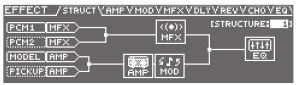 EFFECT /STRUCT AMP MOD MFX DLY REV CHO EQ
PCM1 MFX
PCM2 MFX
MODEL AMP
PICKUP AMP
MFX
AMP
MOD
[STRUCTURE: 1]
EQ